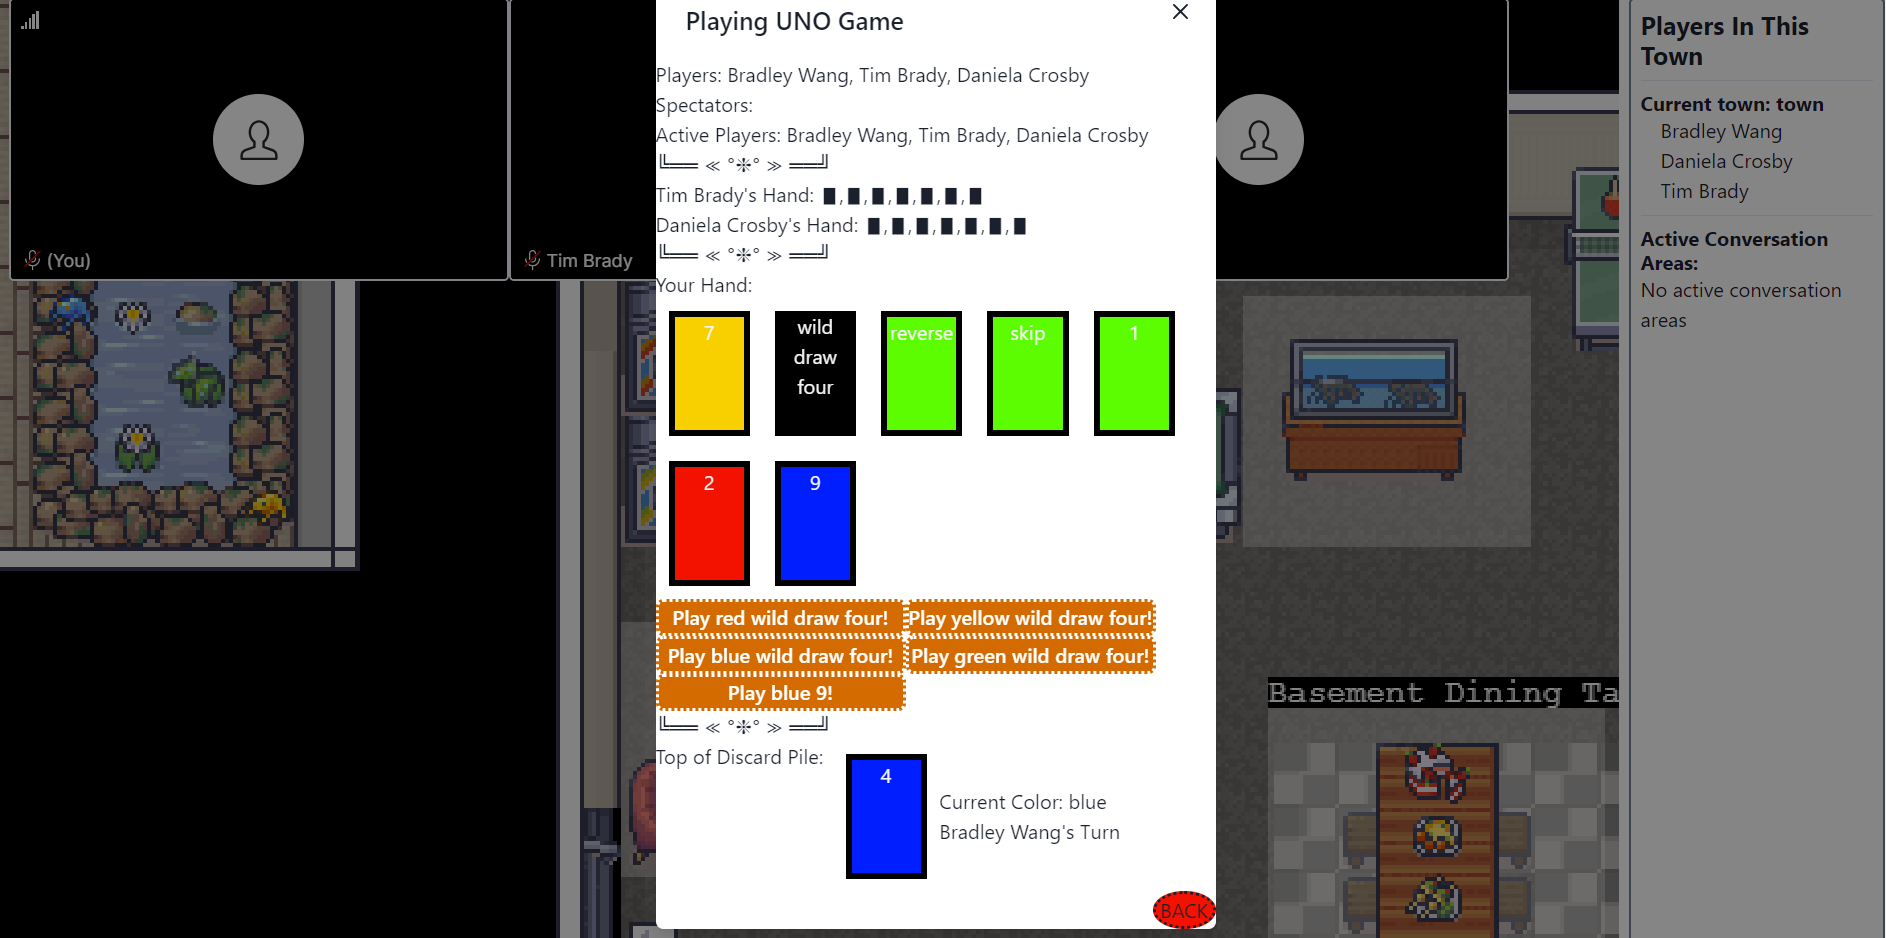 Playing UNO Game
Players: Bradley Wang, Tim Brady, Daniela Crosby
Spectators:
Active Players: Bradley Wang, Tim Brady, Daniela Crosby
╚══ ≪ °❈° ≫ ══╝
Tim Brady's Hand: █,█,█,█,█,█,█
Daniela Crosby's Hand: █,█,█,█,█,█,█
╚══ ≪ °❈° ≫ ══╝
Your Hand:
7
wild
draw
four
reverse
skip
1
2
9
Play red wild draw four!
Play yellow wild draw four!
Play blue wild draw four!
Play green wild draw four!
Play blue 9!
╚══ ≪ °❈° ≫ ══╝
Top of Discard Pile:
4
Current Color: blue
Bradley Wang's Turn
BACK
(You)
Tim Brady
Basement Dining Ta
Players In This
Town
Current town: town
Bradley Wang
Daniela Crosby
Tim Brady
Active Conversation
Areas:
No active conversation
areas